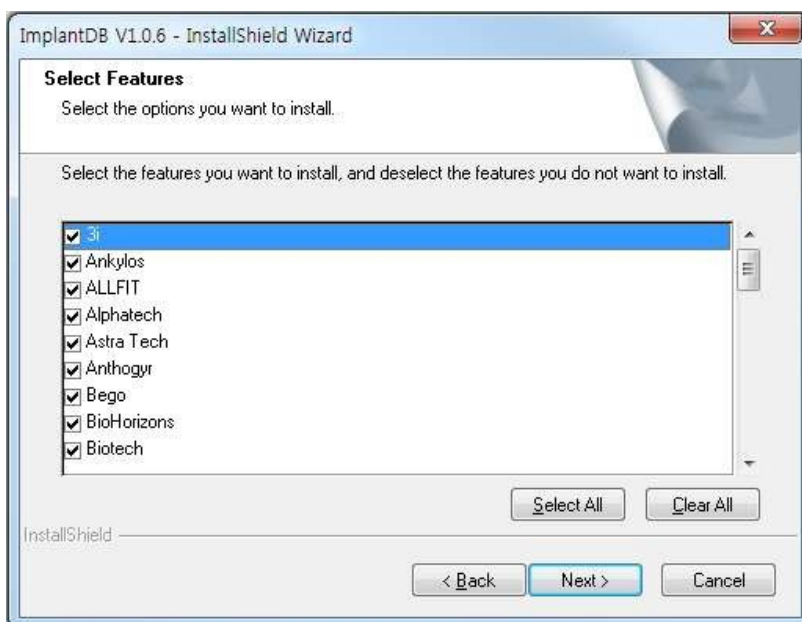 ImplantDB V1.0.6 - InstallShield Wizard
Select Features
Select the options you want to install.
Select the features you want to install, and deselect the features you do not want to install.
3i
Ankylos
ALLFIT
Alphatech
Astra Tech
Anthogyr
Bego
BioHorizons
Biotech
Select All Clear All
InstallShield
< Back Next > Cancel